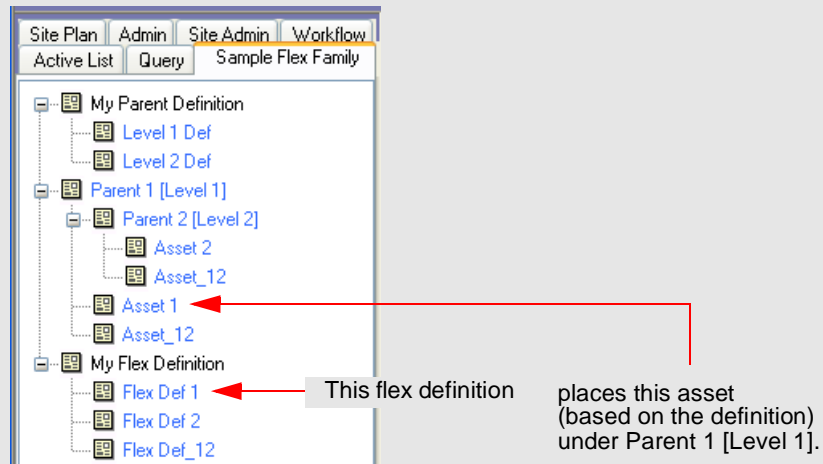 Site Plan Admin Site Admin Workflow
Active List Query Sample Flex Family
My Parent Definition
Level 1 Def
Level 2 Def
Parent 1 [Level 1]
Parent 2 [Level 2]
Asset 2
Asset_12
Asset 1
Asset_12
My Flex Definition
Flex Def 1
Flex Def 2
Flex Def_12
This flex definition
places this asset
(based on the definition)
under Parent 1 [Level 1].